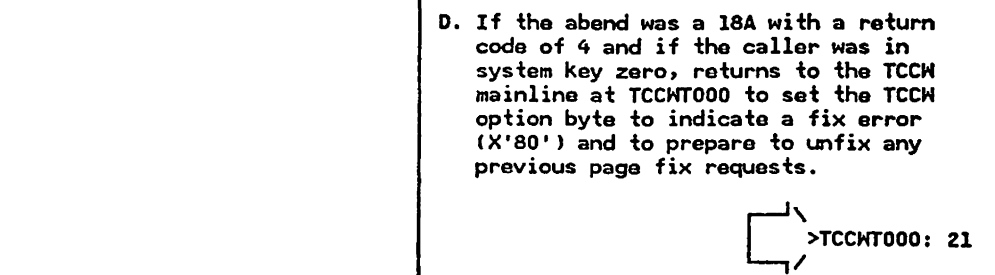 D. If the abend was a 18A with a return
code of 4 and if the caller was in
system key zero, returns to the TCCW
mainline at TCCWT000 to set the TCCW
option byte to indicate a fix error
(X'80') and to prepare to unfix any
previous page fix requests.
>TCCWT000: 21